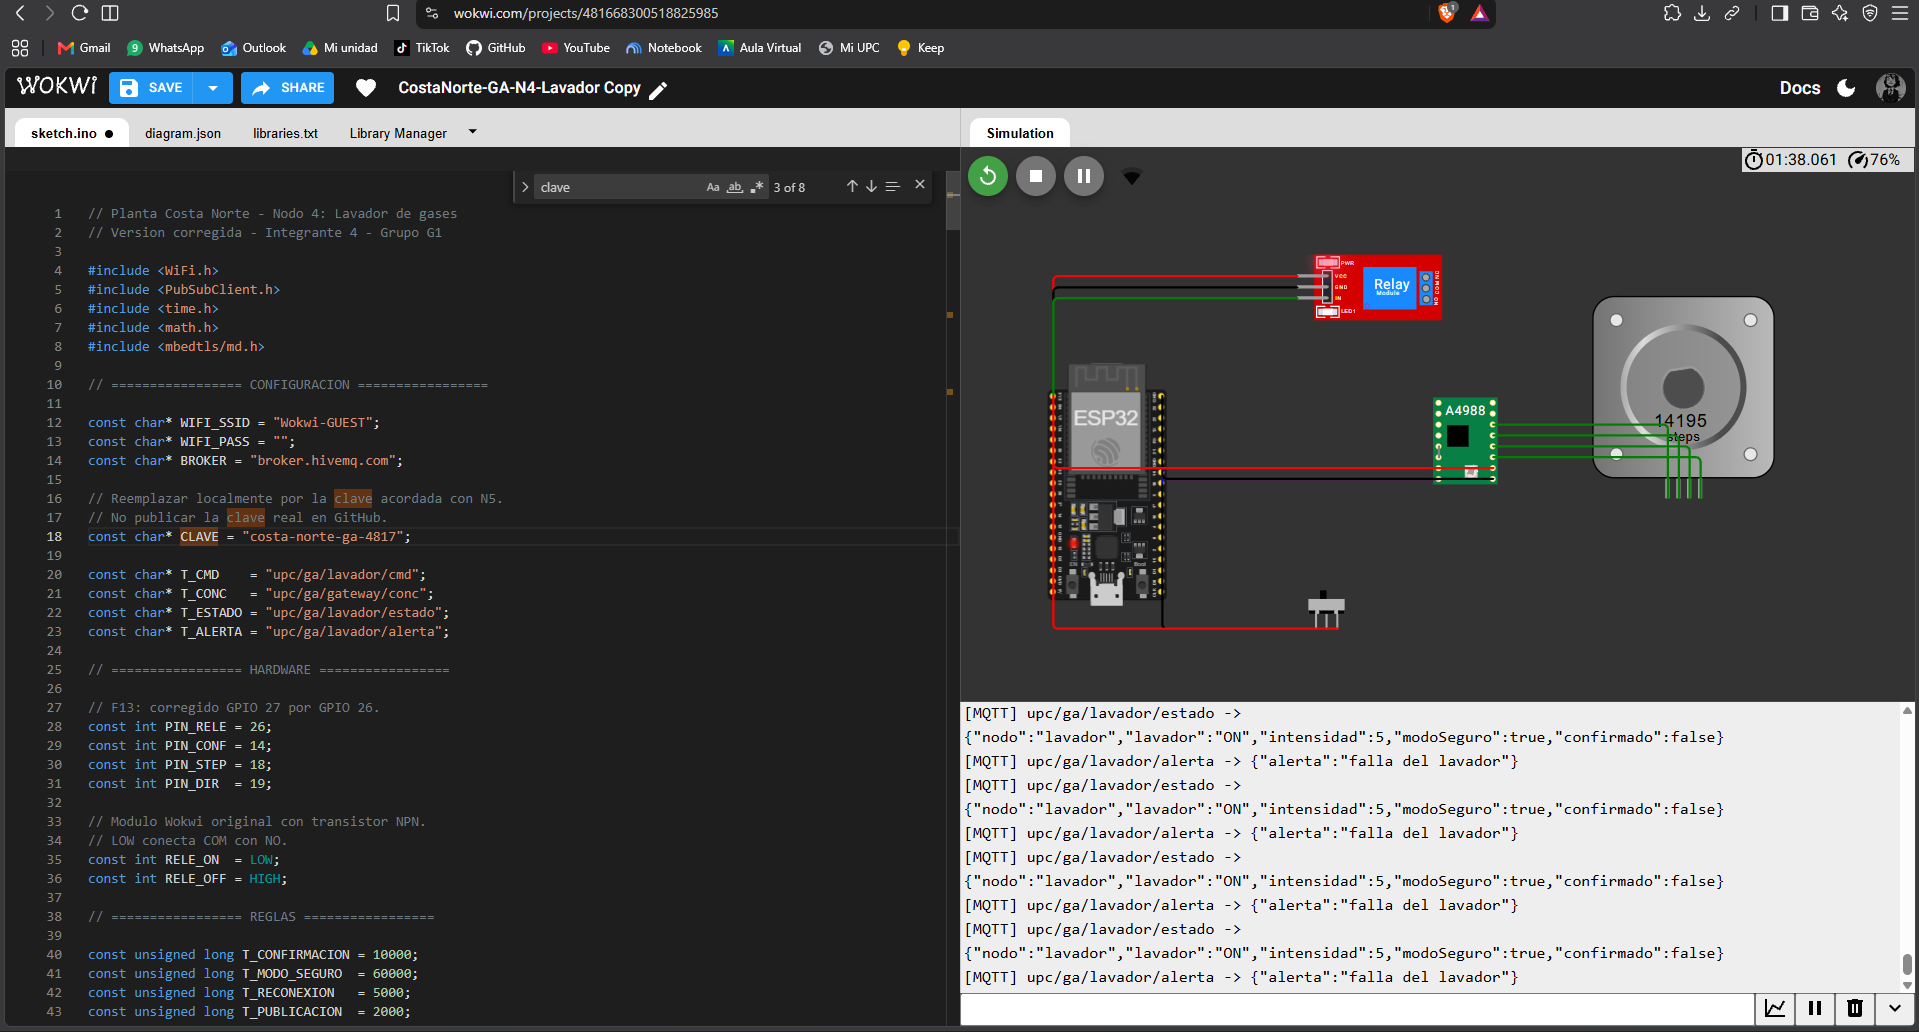 wokwi.com/projects/481668300518825985
1
Gmail
9 WhatsApp
Outlook
Mi unidad
TikTok
GitHub
YouTube
Notebook
Aula Virtual
Mi UPC
Keep
WOKWI
SAVE
SHARE
CostaNorte-GA-N4-Lavador Copy
Docs
sketch.ino
diagram.json
libraries.txt
Library Manager
Simulation
clave
Aa ab .*
3 of 8
01:38.061
76%
1 // Planta Costa Norte - Nodo 4: Lavador de gases
2 // Version corregida - Integrante 4 - Grupo G1
3
4 #include <WiFi.h>
5 #include <PubSubClient.h>
6 #include <time.h>
7 #include <math.h>
8 #include <mbedtls/md.h>
9
10 // ================= CONFIGURACION =================
11
12 const char* WIFI_SSID = "Wokwi-GUEST";
13 const char* WIFI_PASS = "";
14 const char* BROKER = "broker.hivemq.com";
15
16 // Reemplazar localmente por la clave acordada con N5.
17 // No publicar la clave real en GitHub.
18 const char* CLAVE = "costa-norte-ga-4817";
19
20 const char* T_CMD    = "upc/ga/lavador/cmd";
21 const char* T_CONC   = "upc/ga/gateway/conc";
22 const char* T_ESTADO = "upc/ga/lavador/estado";
23 const char* T_ALERTA = "upc/ga/lavador/alerta";
24
25 // ================= HARDWARE =================
26
27 // F13: corregido GPIO 27 por GPIO 26.
28 const int PIN_RELE = 26;
29 const int PIN_CONF = 14;
30 const int PIN_STEP = 18;
31 const int PIN_DIR  = 19;
32
33 // Modulo Wokwi original con transistor NPN.
34 // LOW conecta COM con NO.
35 const int RELE_ON  = LOW;
36 const int RELE_OFF = HIGH;
37
38 // ================= REGLAS =================
39
40 const unsigned long T_CONFIRMACION = 10000;
41 const unsigned long T_MODO_SEGURO  = 60000;
42 const unsigned long T_RECONEXION   = 5000;
43 const unsigned long T_PUBLICACION  = 2000;
PWR
VCC
GND
IN
LED1
Relay
Module
NO COM NC
ESP32
EN
Boot
A4988
14195
steps
[MQTT] upc/ga/lavador/estado ->
{"nodo":"lavador","lavador":"ON","intensidad":5,"modoSeguro":true,"confirmado":false}
[MQTT] upc/ga/lavador/alerta -> {"alerta":"falla del lavador"}
[MQTT] upc/ga/lavador/estado ->
{"nodo":"lavador","lavador":"ON","intensidad":5,"modoSeguro":true,"confirmado":false}
[MQTT] upc/ga/lavador/alerta -> {"alerta":"falla del lavador"}
[MQTT] upc/ga/lavador/estado ->
{"nodo":"lavador","lavador":"ON","intensidad":5,"modoSeguro":true,"confirmado":false}
[MQTT] upc/ga/lavador/alerta -> {"alerta":"falla del lavador"}
[MQTT] upc/ga/lavador/estado ->
{"nodo":"lavador","lavador":"ON","intensidad":5,"modoSeguro":true,"confirmado":false}
[MQTT] upc/ga/lavador/alerta -> {"alerta":"falla del lavador"}